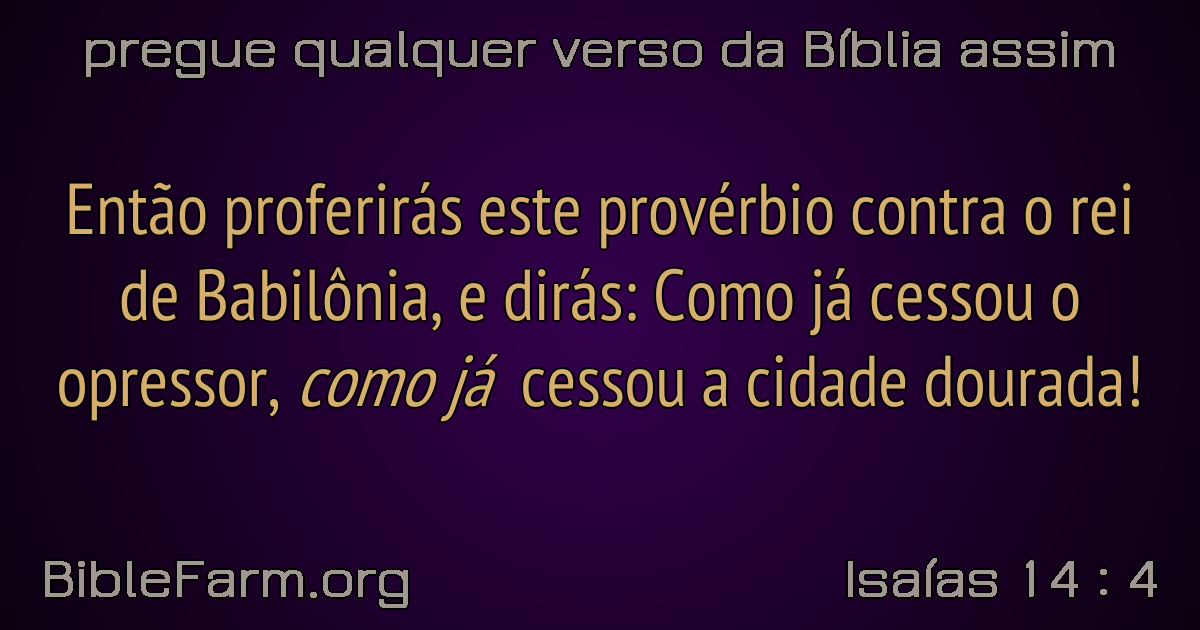 pregue qualquer verso da Bíblia assim
Então proferirás este provérbio contra o rei
de Babilônia, e dirás: Como já cessou o
opressor, como já cessou a cidade dourada!
BibleFarm.org
Isaías 14 : 4